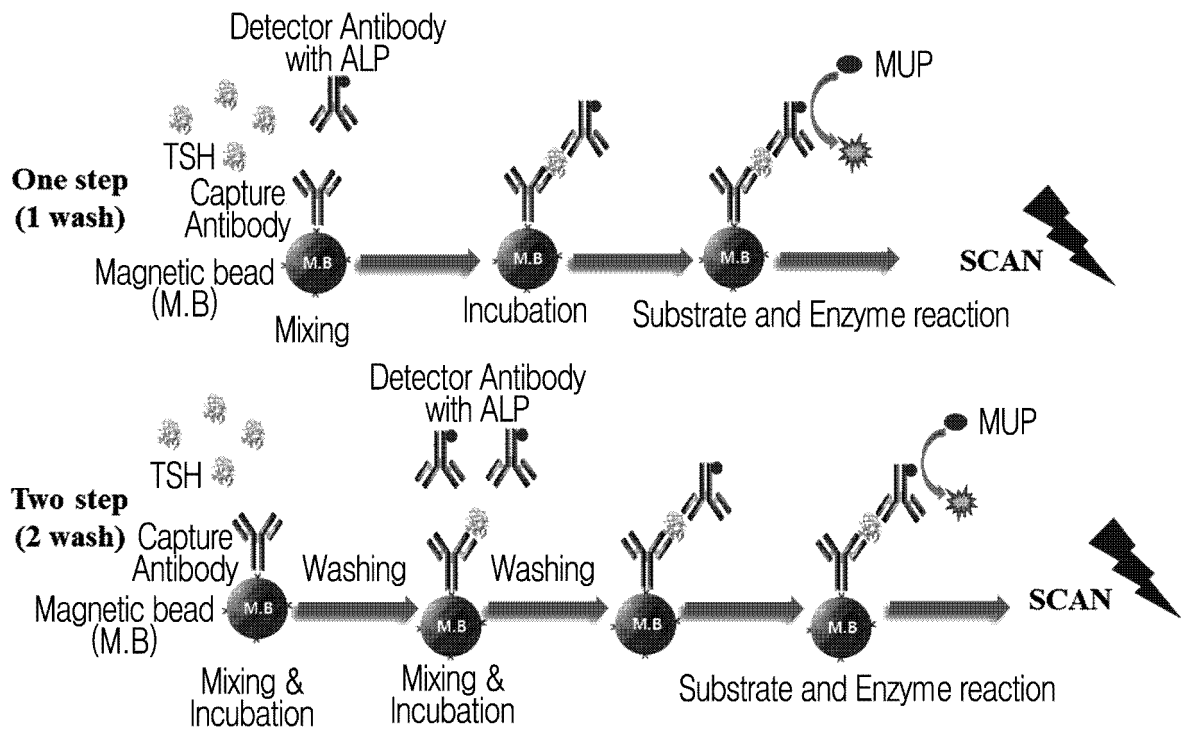 Detector Antibody
with ALP
MUP
TSH
One step
(1 wash)
Capture
Antibody
M.B
M.B
M.B
Magnetic bead
(M.B)
SCAN
Mixing
Incubation
Substrate and Enzyme reaction
Detector Antibody
with ALP
MUP
TSH
Two step
(2 wash)
Capture
Antibody
Washing
Washing
Magnetic bead
(M.B)
M.B
M.B
M.B
M.B
SCAN
Mixing &
Incubation
Mixing &
Incubation
Substrate and Enzyme reaction